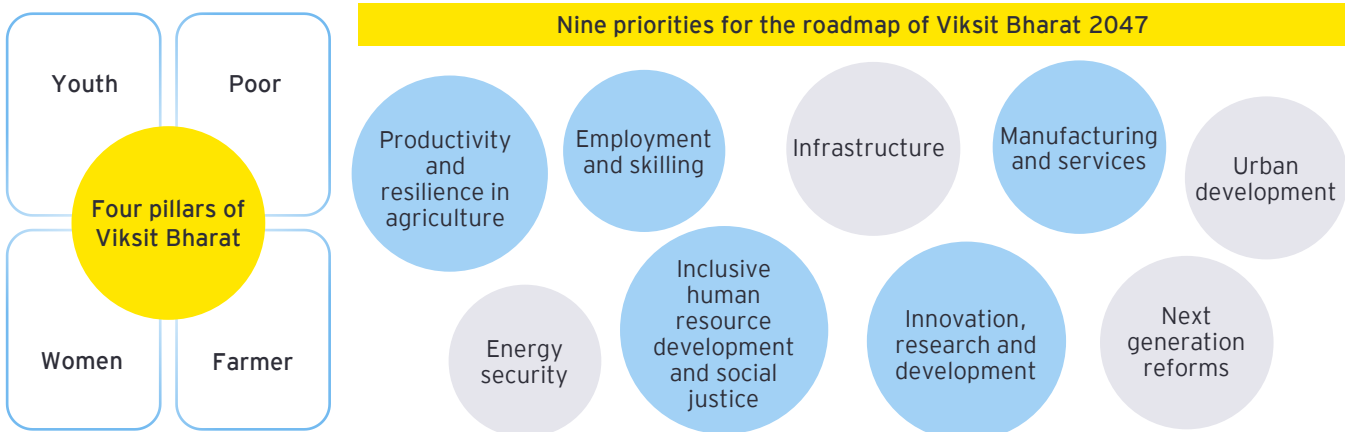 Youth
Poor
Four pillars of
Viksit Bharat
Women
Farmer
Nine priorities for the roadmap of Viksit Bharat 2047
Productivity
and
resilience in
agriculture
Employment
and skilling
Infrastructure
Manufacturing
and services
Urban
development
Energy
security
Inclusive
human
resource
development
and social
justice
Innovation,
research and
development
Next
generation
reforms